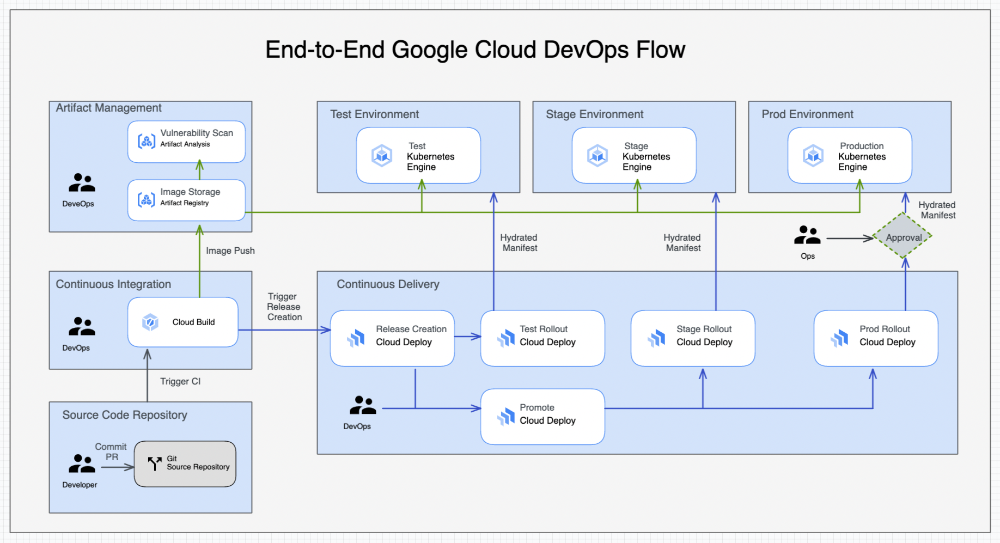 End-to-End Google Cloud DevOps Flow
Artifact Management
Vulnerability Scan
Artifact Analysis
DeveOps
Image Storage
Artifact Registry
Test Environment
Test
Kubernetes
Engine
Stage Environment
Stage
Kubernetes
Engine
Prod Environment
Production
Kubernetes
Engine
Image Push
Hydrated
Manifest
Hydrated
Manifest
Ops
Approval
Hydrated
Manifest
Continuous Integration
Cloud Build
DevOps
Trigger
Release
Creation
Continuous Delivery
Release Creation
Cloud Deploy
Test Rollout
Cloud Deploy
Stage Rollout
Cloud Deploy
Prod Rollout
Cloud Deploy
DevOps
Promote
Cloud Deploy
Trigger CI
Source Code Repository
Commit
PR
Developer
Git
Source Repository